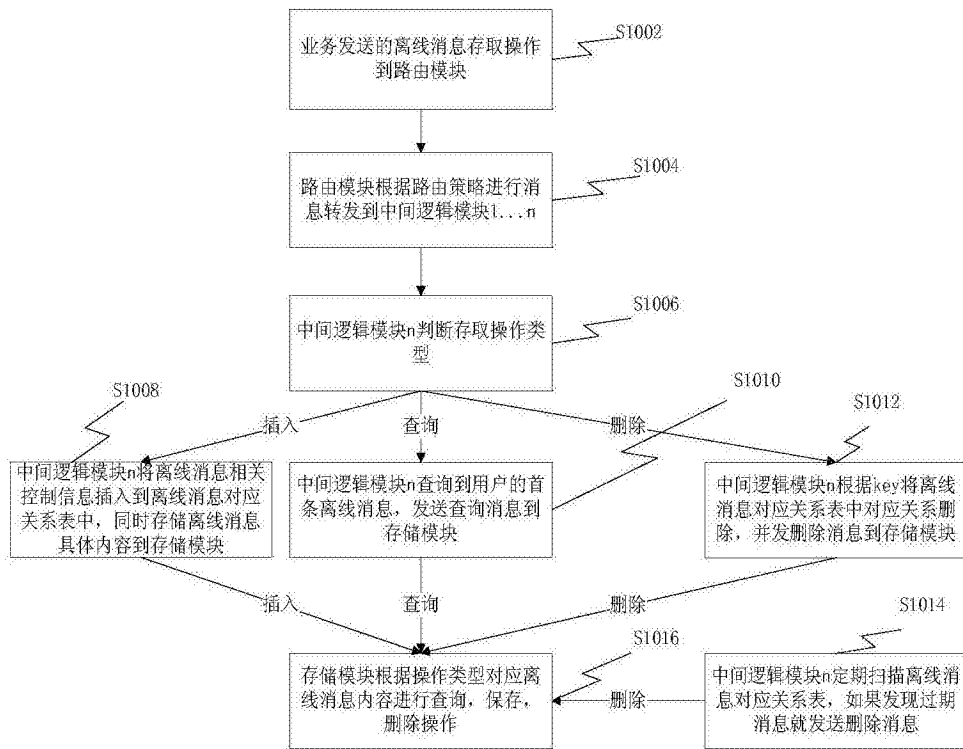 S1002
业务发送的离线消息存取操作
到路由模块
S1004
路由模块根据路由策略进行消
息转发到中间逻辑模块1...n
S1006
中间逻辑模块n判断存取操作类
型
S1008
S1010
S1012
插入
查询
删除
中间逻辑模块n将离线消息相关
控制信息插入到离线消息对应
关系表中，同时存储离线消息
具体内容到存储模块
中间逻辑模块n查询到用户的首
条离线消息，发送查询消息到
存储模块
中间逻辑模块n根据key将离线
消息对应关系表中对应关系删
除，并发删除消息到存储模块
插入
查询
删除
S1014
S1016
存储模块根据操作类型对应离
线消息内容进行查询，保存，
删除操作
删除
中间逻辑模块n定期扫描离线消
息对应关系表，如果发现过期
消息就发送删除消息